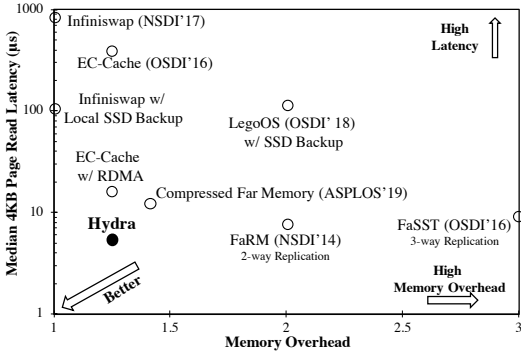 1000
100
10
1
Median 4KB Page Read Latency (µs)
Infiniswap (NSDI'17)
EC-Cache (OSDI'16)
Infiniswap w/
Local SSD Backup
EC-Cache
w/ RDMA
Hydra
Better
High
Latency
LegoOS (OSDI' 18)
w/ SSD Backup
Compressed Far Memory (ASPLOS'19)
FaRM (NSDI'14)
2-way Replication
FaSST (OSDI'16)
3-way Replication
High
Memory Overhead
1
1.5
2
2.5
3
Memory Overhead